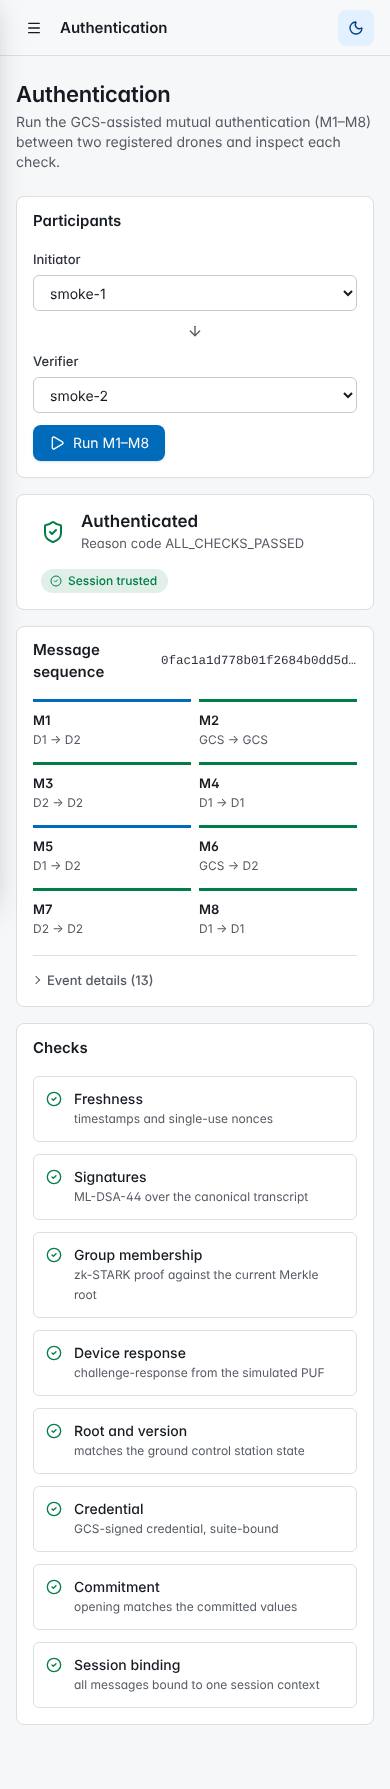 Authentication
Authentication
Run the GCS-assisted mutual authentication (M1–M8)
between two registered drones and inspect each
check.
Participants
Initiator
smoke-1
↓
Verifier
smoke-2
Run M1–M8
Authenticated
Reason code ALL_CHECKS_PASSED
Session trusted
Message
sequence
0fac1a1d778b01f2684b0dd5d…
M1
D1 → D2
M2
GCS → GCS
M3
D2 → D2
M4
D1 → D1
M5
D1 → D2
M6
GCS → D2
M7
D2 → D2
M8
D1 → D1
Event details (13)
Checks
Freshness
timestamps and single-use nonces
Signatures
ML-DSA-44 over the canonical transcript
Group membership
zk-STARK proof against the current Merkle
root
Device response
challenge-response from the simulated PUF
Root and version
matches the ground control station state
Credential
GCS-signed credential, suite-bound
Commitment
opening matches the committed values
Session binding
all messages bound to one session context